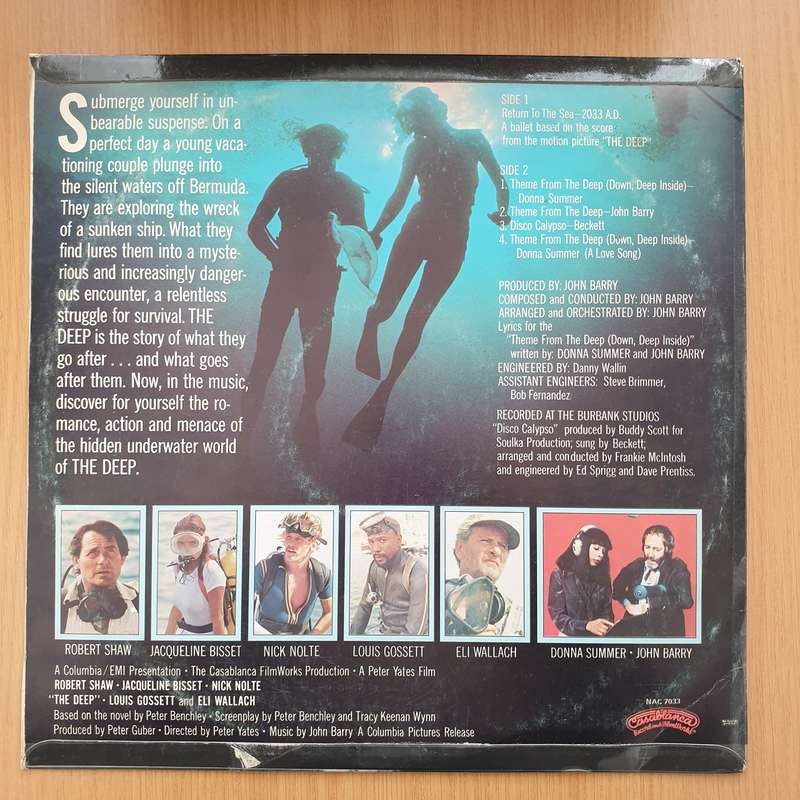 Submerge yourself in un-
bearable suspense. On a
perfect day a young vaca-
tioning couple plunge into
the silent waters off Bermuda.
They are exploring the wreck
of a sunken ship. What they
find lures them into a myste-
rious and increasingly danger-
ous encounter, a relentless
struggle for survival. THE
DEEP is the story of what they
go after . . . and what goes
after them. Now, in the music,
discover for yourself the ro-
mance, action and menace of
the hidden underwater world
of THE DEEP.
SIDE 1
Return To The Sea—2033 A.D.
A ballet based on the score
from the motion picture "THE DEEP"
SIDE 2
1. Theme From The Deep (Down, Deep Inside)—
Donna Summer
2. Theme From The Deep—John Barry
3. Disco Calypso—Beckett
4. Theme From The Deep (Down, Deep Inside)—
Donna Summer (A Love Song)
PRODUCED BY: JOHN BARRY
COMPOSED and CONDUCTED BY: JOHN BARRY
ARRANGED and ORCHESTRATED BY: JOHN BARRY
Lyrics for the
"Theme From The Deep (Down, Deep Inside)"
written by: DONNA SUMMER and JOHN BARRY
ENGINEERED BY: Danny Wallin
ASSISTANT ENGINEERS: Steve Brimmer,
Bob Fernandez
RECORDED AT THE BURBANK STUDIOS
"Disco Calypso" produced by Buddy Scott for
Soulka Production; sung by Beckett;
arranged and conducted by Frankie McIntosh
and engineered by Ed Sprigg and Dave Prentiss.
ROBERT SHAW
JACQUELINE BISSET
NICK NOLTE
LOUIS GOSSETT
ELI WALLACH
DONNA SUMMER · JOHN BARRY
A Columbia/EMI Presentation · The Casablanca FilmWorks Production · A Peter Yates Film
ROBERT SHAW · JACQUELINE BISSET · NICK NOLTE
"THE DEEP" · LOUIS GOSSETT and ELI WALLACH
Based on the novel by Peter Benchley · Screenplay by Peter Benchley and Tracy Keenan Wynn
Produced by Peter Guber · Directed by Peter Yates · Music by John Barry A Columbia Pictures Release
NAC 7033
Casablanca
Record and FilmWorks